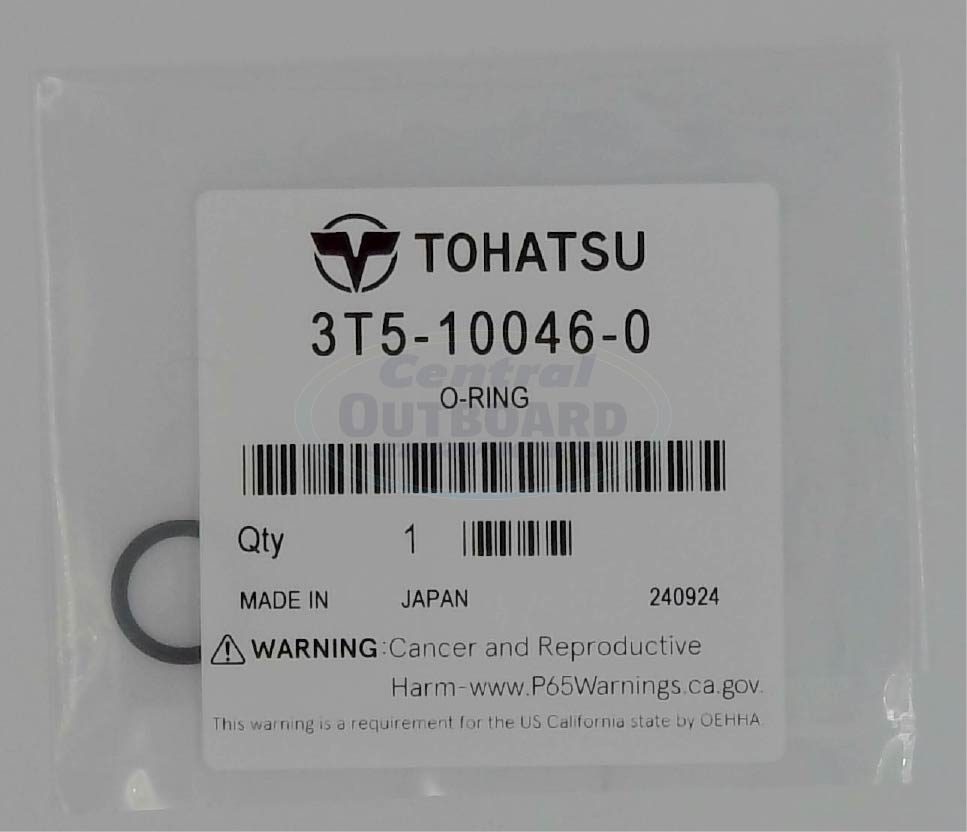 TOHATSU
3T5-10046-0
Central
O-RING
OUTBOARD
Qty 1
MADE IN JAPAN 240924
WARNING:Cancer and Reproductive
Harm-www.P65Warnings.ca.gov.
This warning is a requirement for the US California state by OEHHA.